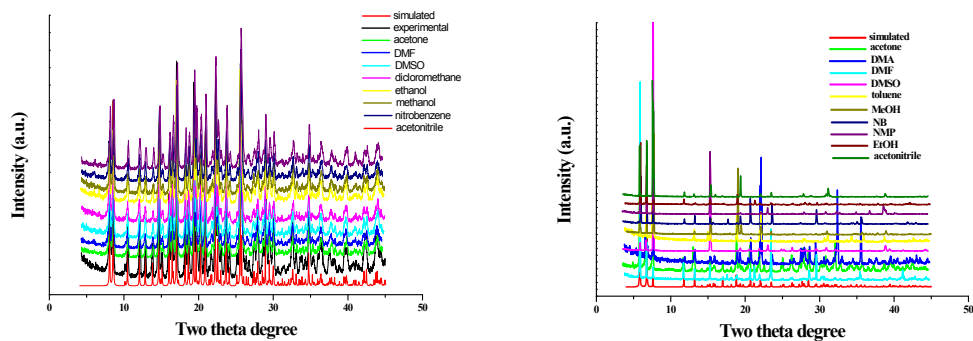 Intensity (a.u.)
simulated
experimental
acetone
DMF
DMSO
dicloromethane
ethanol
methanol
nitrobenzene
acetonitrile
0 10 20 30 40 50
Two theta degree
Intensity (a.u.)
simulated
acetone
DMA
DMF
DMSO
toluene
MeOH
NB
NMP
EtOH
acetonitrile
0 10 20 30 40 50
Two theta degree